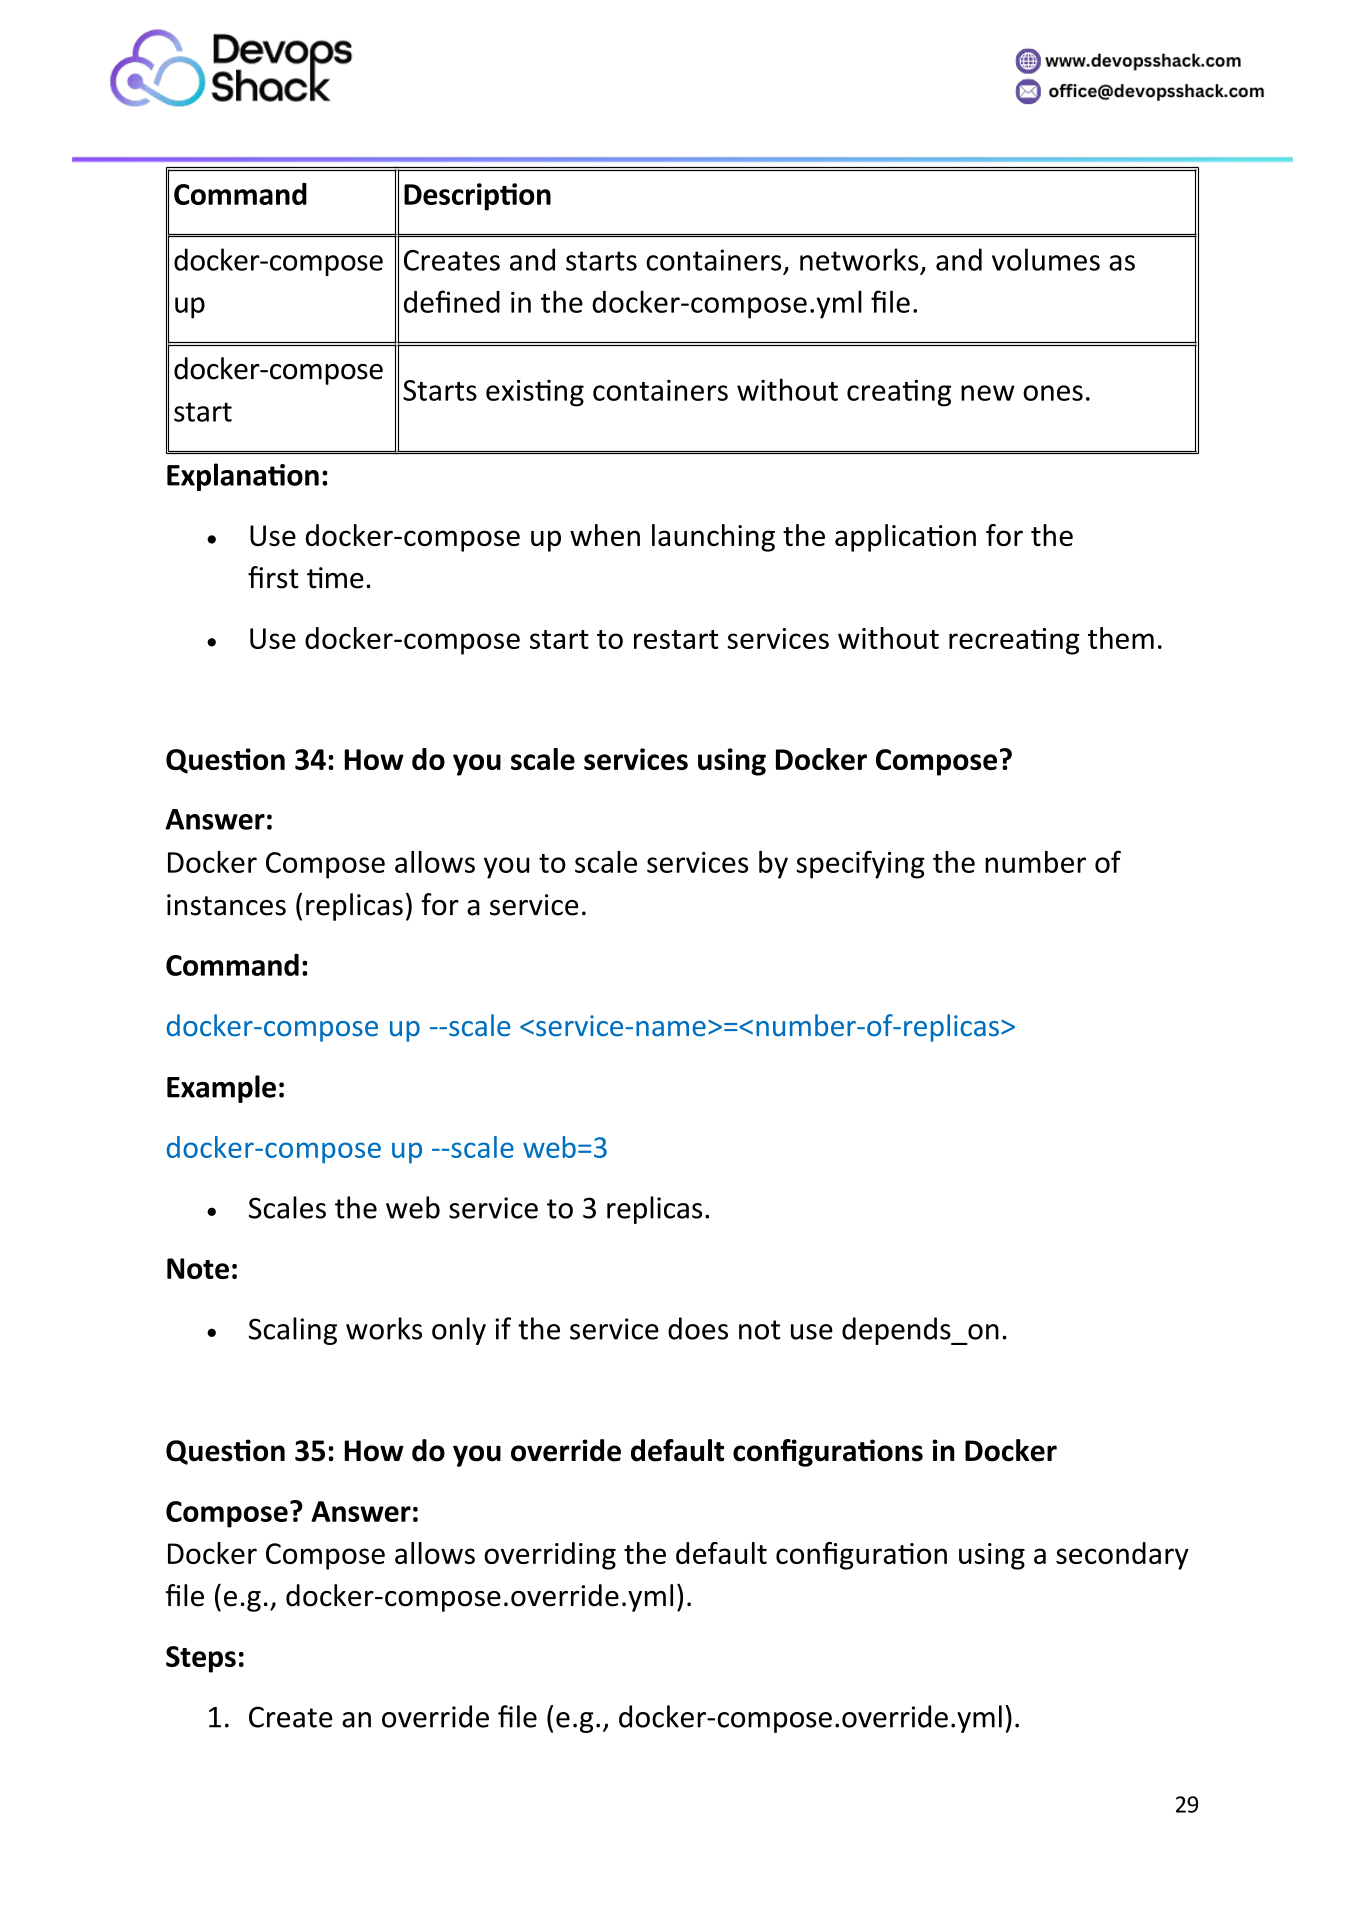 Devops
Shack
www.devopsshack.com
office@devopsshack.com
Command
Description
docker-compose
up
Creates and starts containers, networks, and volumes as
defined in the docker-compose.yml file.
docker-compose
start
Starts existing containers without creating new ones.
Explanation:
• Use docker-compose up when launching the application for the
first time.
• Use docker-compose start to restart services without recreating them.
Question 34: How do you scale services using Docker Compose?
Answer:
Docker Compose allows you to scale services by specifying the number of
instances (replicas) for a service.
Command:
docker-compose up --scale <service-name>=<number-of-replicas>
Example:
docker-compose up --scale web=3
• Scales the web service to 3 replicas.
Note:
• Scaling works only if the service does not use depends_on.
Question 35: How do you override default configurations in Docker
Compose? Answer:
Docker Compose allows overriding the default configuration using a secondary
file (e.g., docker-compose.override.yml).
Steps:
1. Create an override file (e.g., docker-compose.override.yml).
29